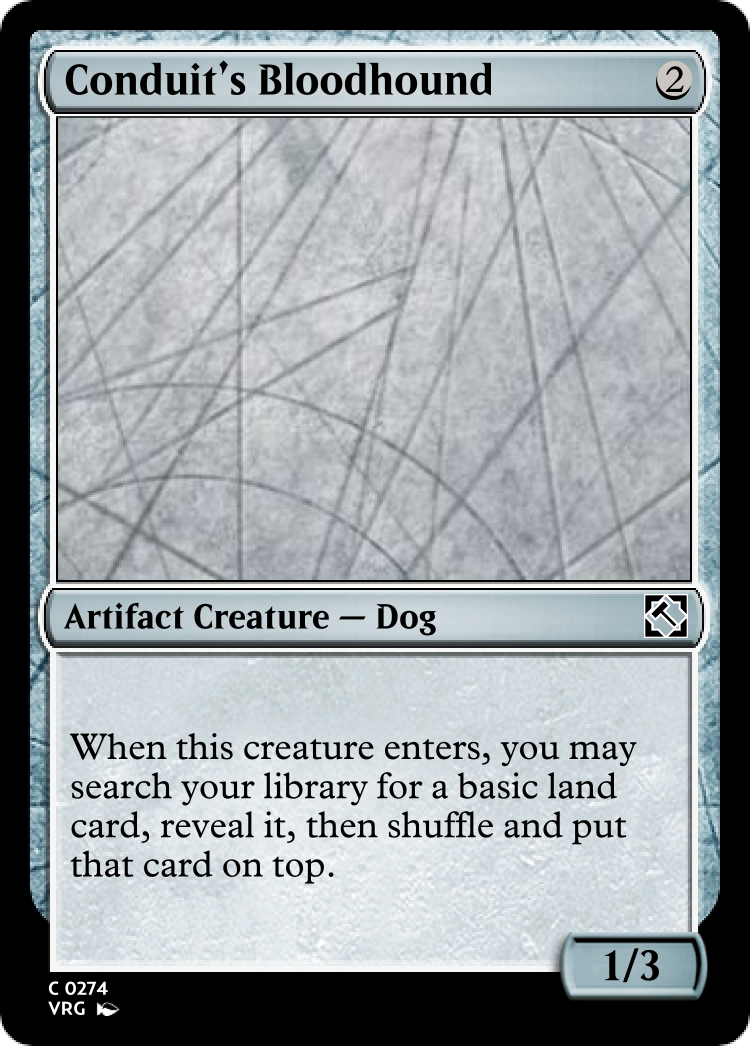 Conduit's Bloodhound 2
Artifact Creature — Dog
When this creature enters, you may
search your library for a basic land
card, reveal it, then shuffle and put
that card on top.
1/3
C 0274
VRG